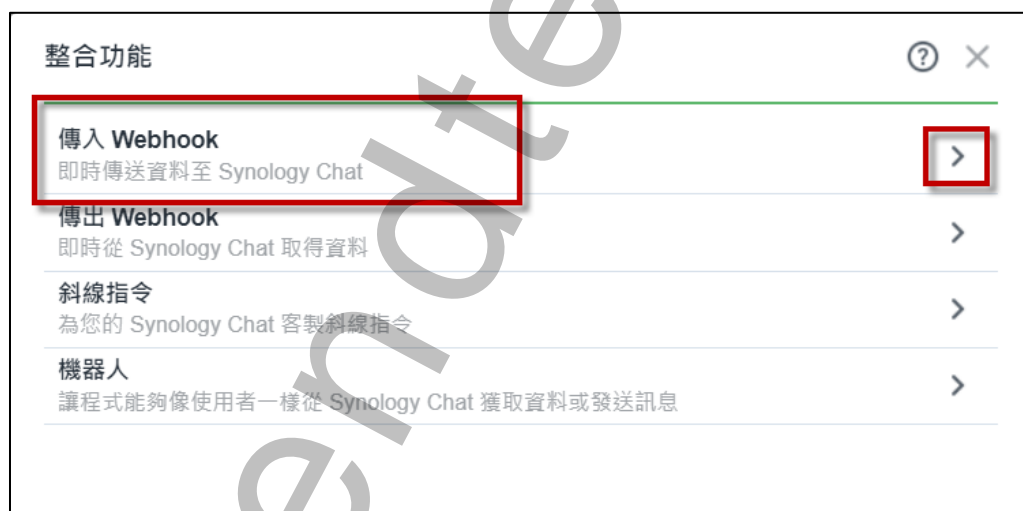 整合功能
傳入 Webhook
即時傳送資料至 Synology Chat
傳出 Webhook
即時從 Synology Chat 取得資料
斜線指令
為您的 Synology Chat 客製斜線指令
機器人
讓程式能夠像使用者一樣從 Synology Chat 獲取資料或發送訊息